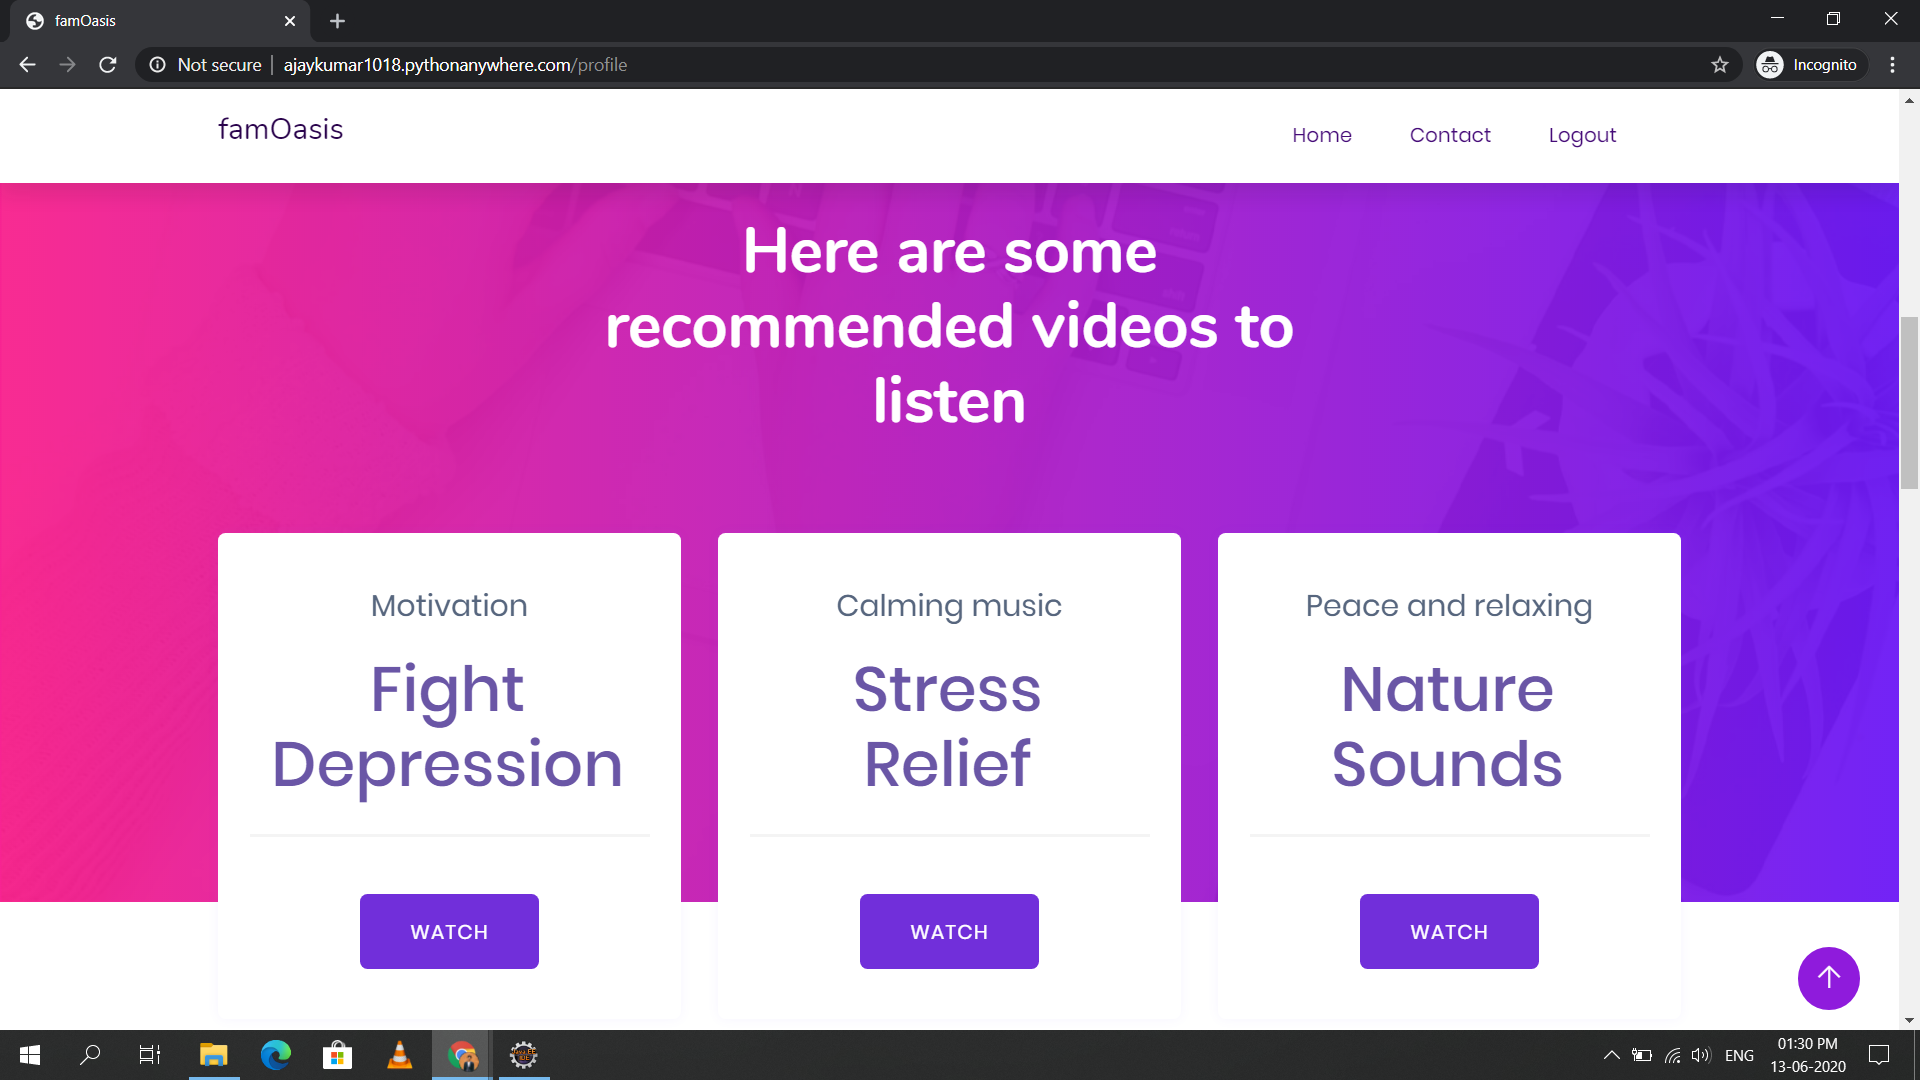 famOasis
Not secure
ajaykumar1018.pythonanywhere.com/profile
Incognito
famOasis
Home
Contact
Logout
Here are some
recommended videos to
listen
Motivation
Fight
Depression
WATCH
Calming music
Stress
Relief
WATCH
Peace and relaxing
Nature
Sounds
WATCH
ENG
01:30 PM
13-06-2020